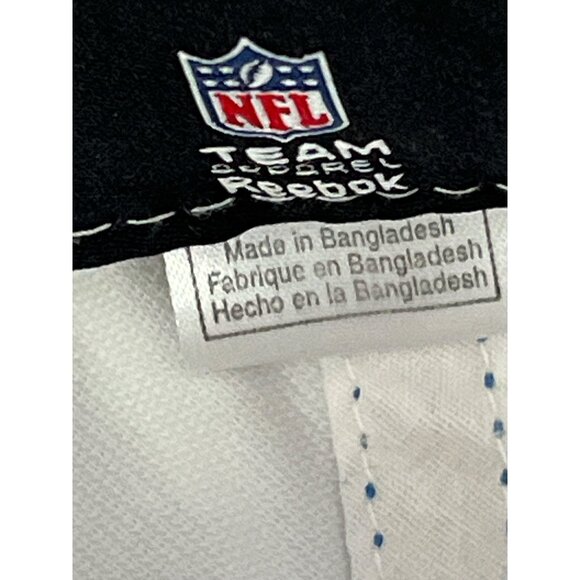 NFL
TEAM
APPAREL
Reebok
Made in Bangladesh
Fabrique en Bangladesh
Hecho en la Bangladesh